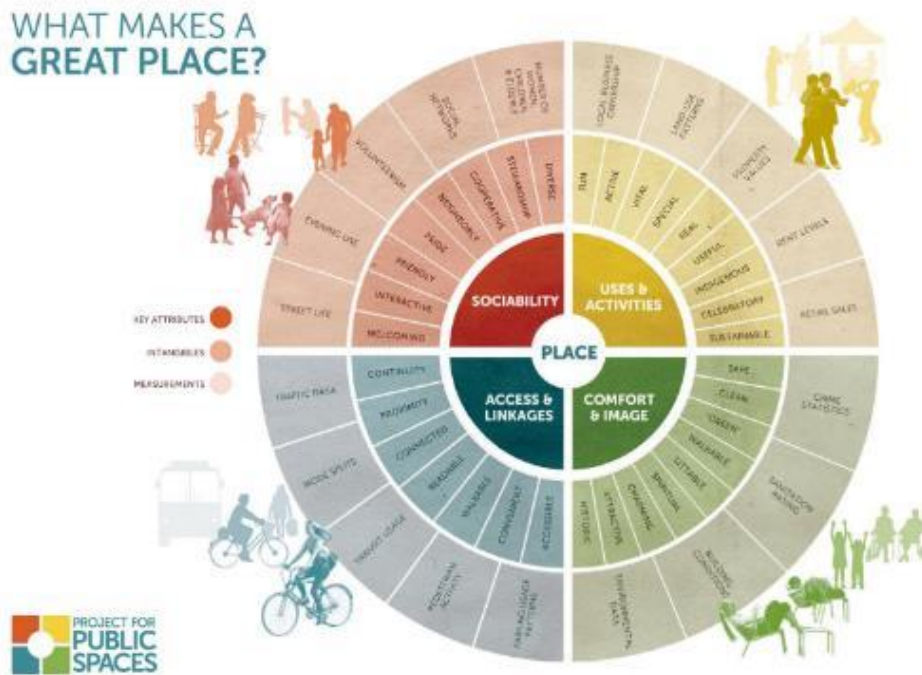 WHAT MAKES A
GREAT PLACE?
KEY ATTRIBUTES
INTANGIBLES
MEASUREMENTS
PLACE
SOCIABILITY
USES &
ACTIVITIES
ACCESS &
LINKAGES
COMFORT
& IMAGE
DIVERSE
STEWARDSHIP
COOPERATIVE
NEIGHBORLY
PRIDE
FRIENDLY
INTERACTIVE
WELCOMING
SOCIAL
NETWORKS
VOLUNTEERISM
EVENING USE
STREET LIFE
FUN
ACTIVE
VITAL
SPECIAL
REAL
USEFUL
INDIGENOUS
CELEBRATORY
SUSTAINABLE
LOCAL BUSINESS
OWNERSHIP
LAND-USE
PATTERNS
PROPERTY
VALUES
RENT LEVELS
RETAIL SALES
CONTINUITY
PROXIMITY
CONNECTED
READABLE
WALKABLE
CONVENIENT
ACCESSIBLE
TRAFFIC DATA
MODE SPLITS
TRANSIT USAGE
PEDESTRIAN
ACTIVITY
PARKING USAGE
PATTERNS
SAFE
CLEAN
"GREEN"
WALKABLE
SITTABLE
SPIRITUAL
CHARMING
ATTRACTIVE
HISTORIC
CRIME
STATISTICS
SANITATION
RATING
BUILDING
CONDITIONS
ENVIRONMENTAL
DATA
PROJECT FOR
PUBLIC
SPACES